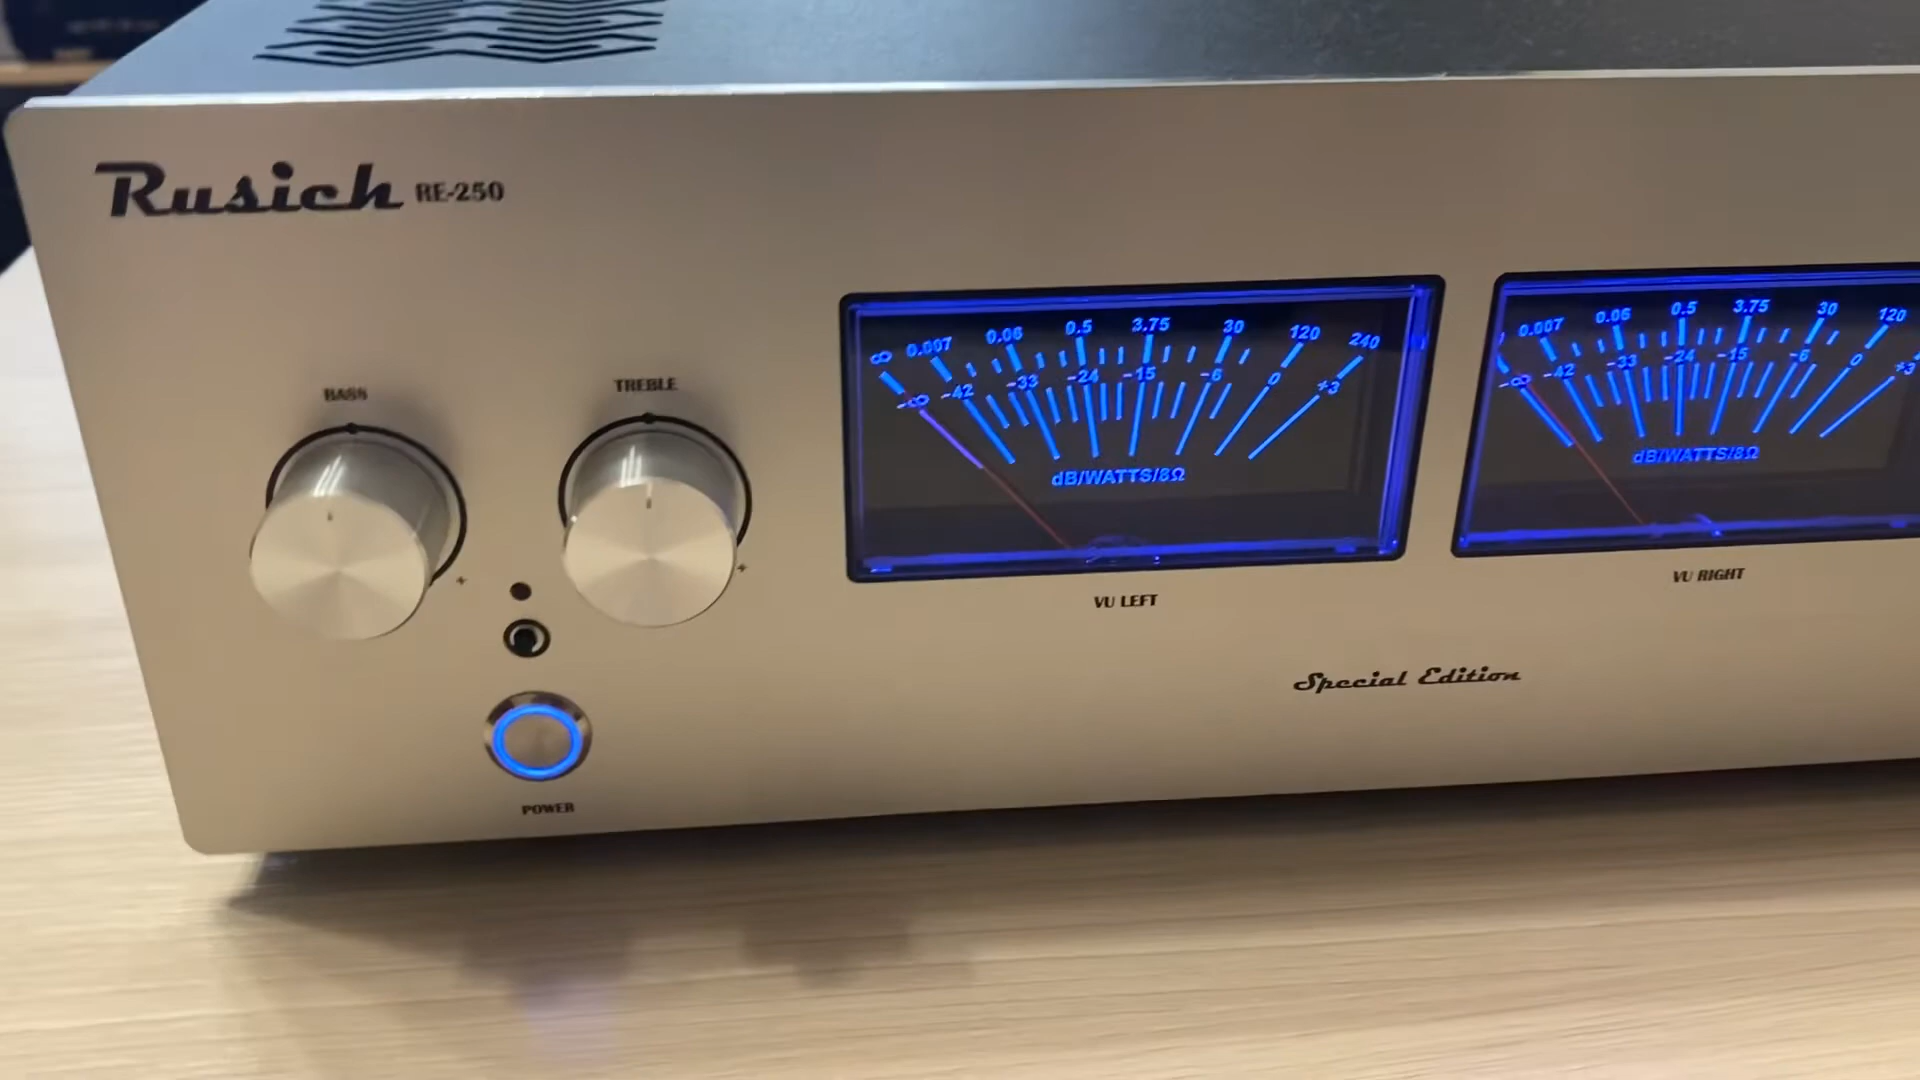 Rusich RE-250
BASS
TREBLE
+
+
∞ 0.007 0.06 0.5 3.75 30 120 240
-∞ -42 -33 -24 -15 -6 0 +3
dB/WATTS/8Ω
VU LEFT
0.007 0.06 0.5 3.75 30 120
-∞ -42 -33 -24 -15 -6 0 +3
dB/WATTS/8Ω
VU RIGHT
Special Edition
POWER